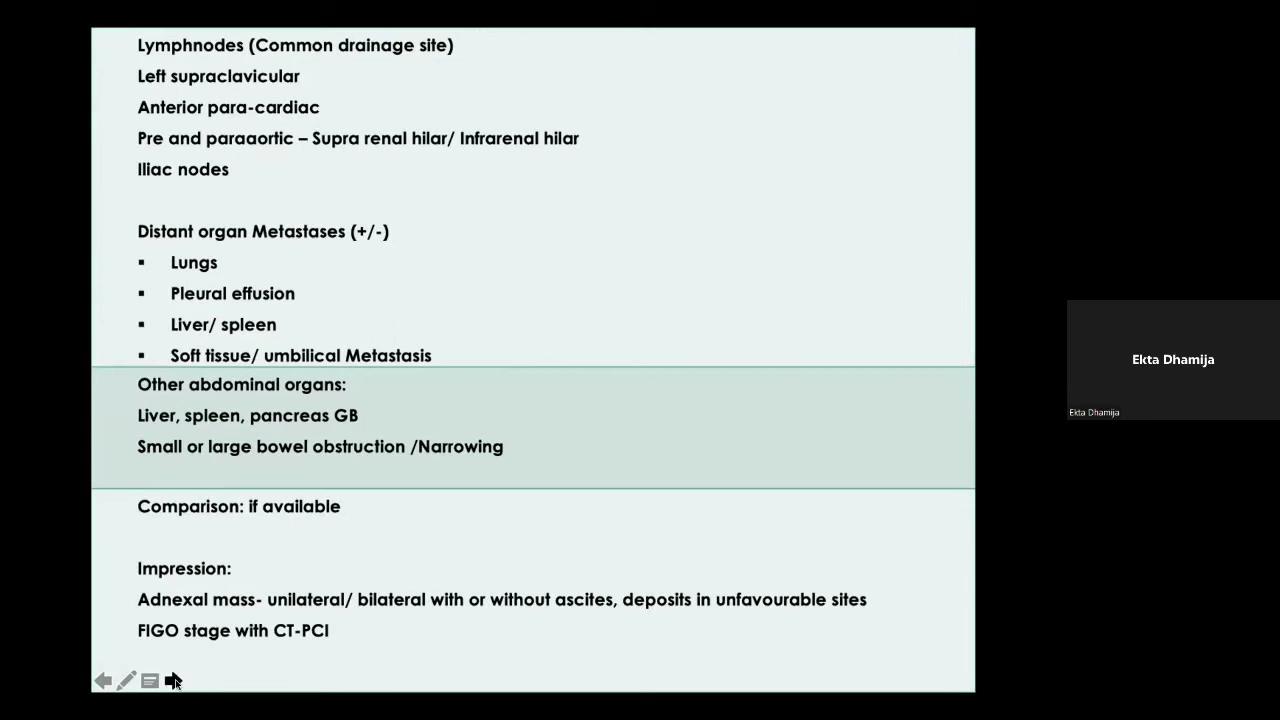 Lymphnodes (Common drainage site)
Left supraclavicular
Anterior para-cardiac
Pre and paraaortic – Supra renal hilar/ Infrarenal hilar
Iliac nodes
Distant organ Metastases (+/-)
▪ Lungs
▪ Pleural effusion
▪ Liver/ spleen
▪ Soft tissue/ umbilical Metastasis
Other abdominal organs:
Liver, spleen, pancreas GB
Small or large bowel obstruction /Narrowing
Comparison: if available
Impression:
Adnexal mass- unilateral/ bilateral with or without ascites, deposits in unfavourable sites
FIGO stage with CT-PCI
Ekta Dhamija
Ekta Dhamija